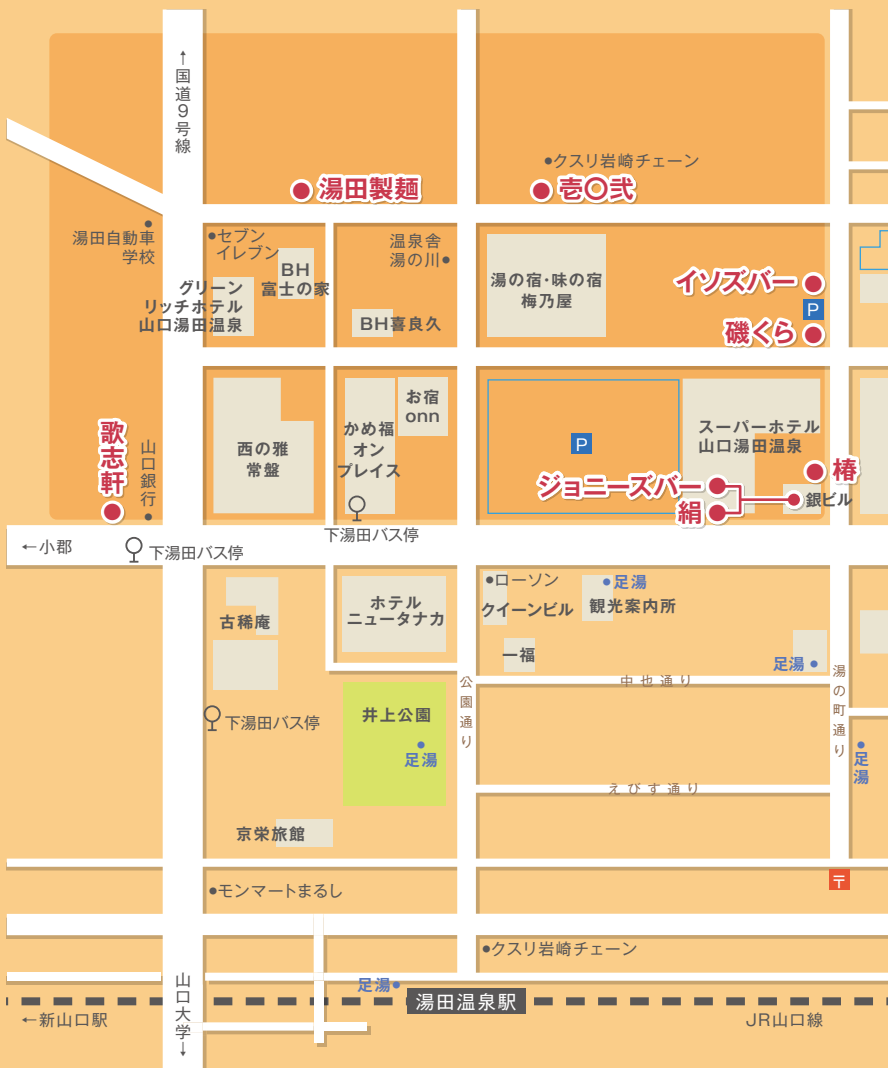 ↑国道9号線
●クスリ岩崎チェーン
湯田製麺
壱〇弐
湯田自動車
学校
セブン
イレブン
BH
富士の家
温泉舎
湯の川
湯の宿・味の宿
梅乃屋
イソズバー
P
磯くら
グリーン
リッチホテル
山口湯田温泉
BH喜良久
お宿
onn
かめ福
オン
プレイス
西の雅
常盤
歌志軒
山口銀行
P
スーパーホテル
山口湯田温泉
椿
ジョニーズバー
絹
銀ビル
←小郡
下湯田バス停
下湯田バス停
ローソン
足湯
クイーンビル
観光案内所
ホテル
ニュータナカ
古稀庵
一福
足湯
中也通り
公園通り
湯の町通り
井上公園
足湯
下湯田バス停
足湯
えびす通り
京栄旅館
〒
モンマートまるし
クスリ岩崎チェーン
山口大学↓
足湯
湯田温泉駅
←新山口駅
JR山口線